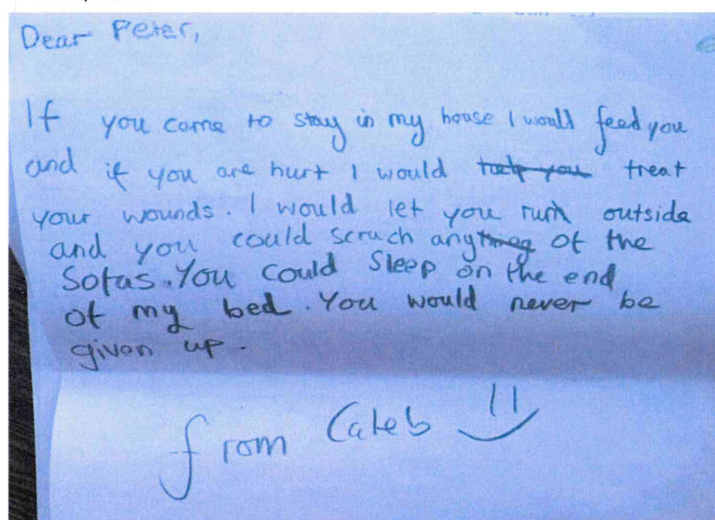 Dear Peter,
If you came to stay in my house I would feed you
and if you are hurt I would help you treat
your wounds. I would let you run outside
and you could scrach anything of the
Sofas. You could Sleep on the end
of my bed. You would never be
given up.
from Caleb